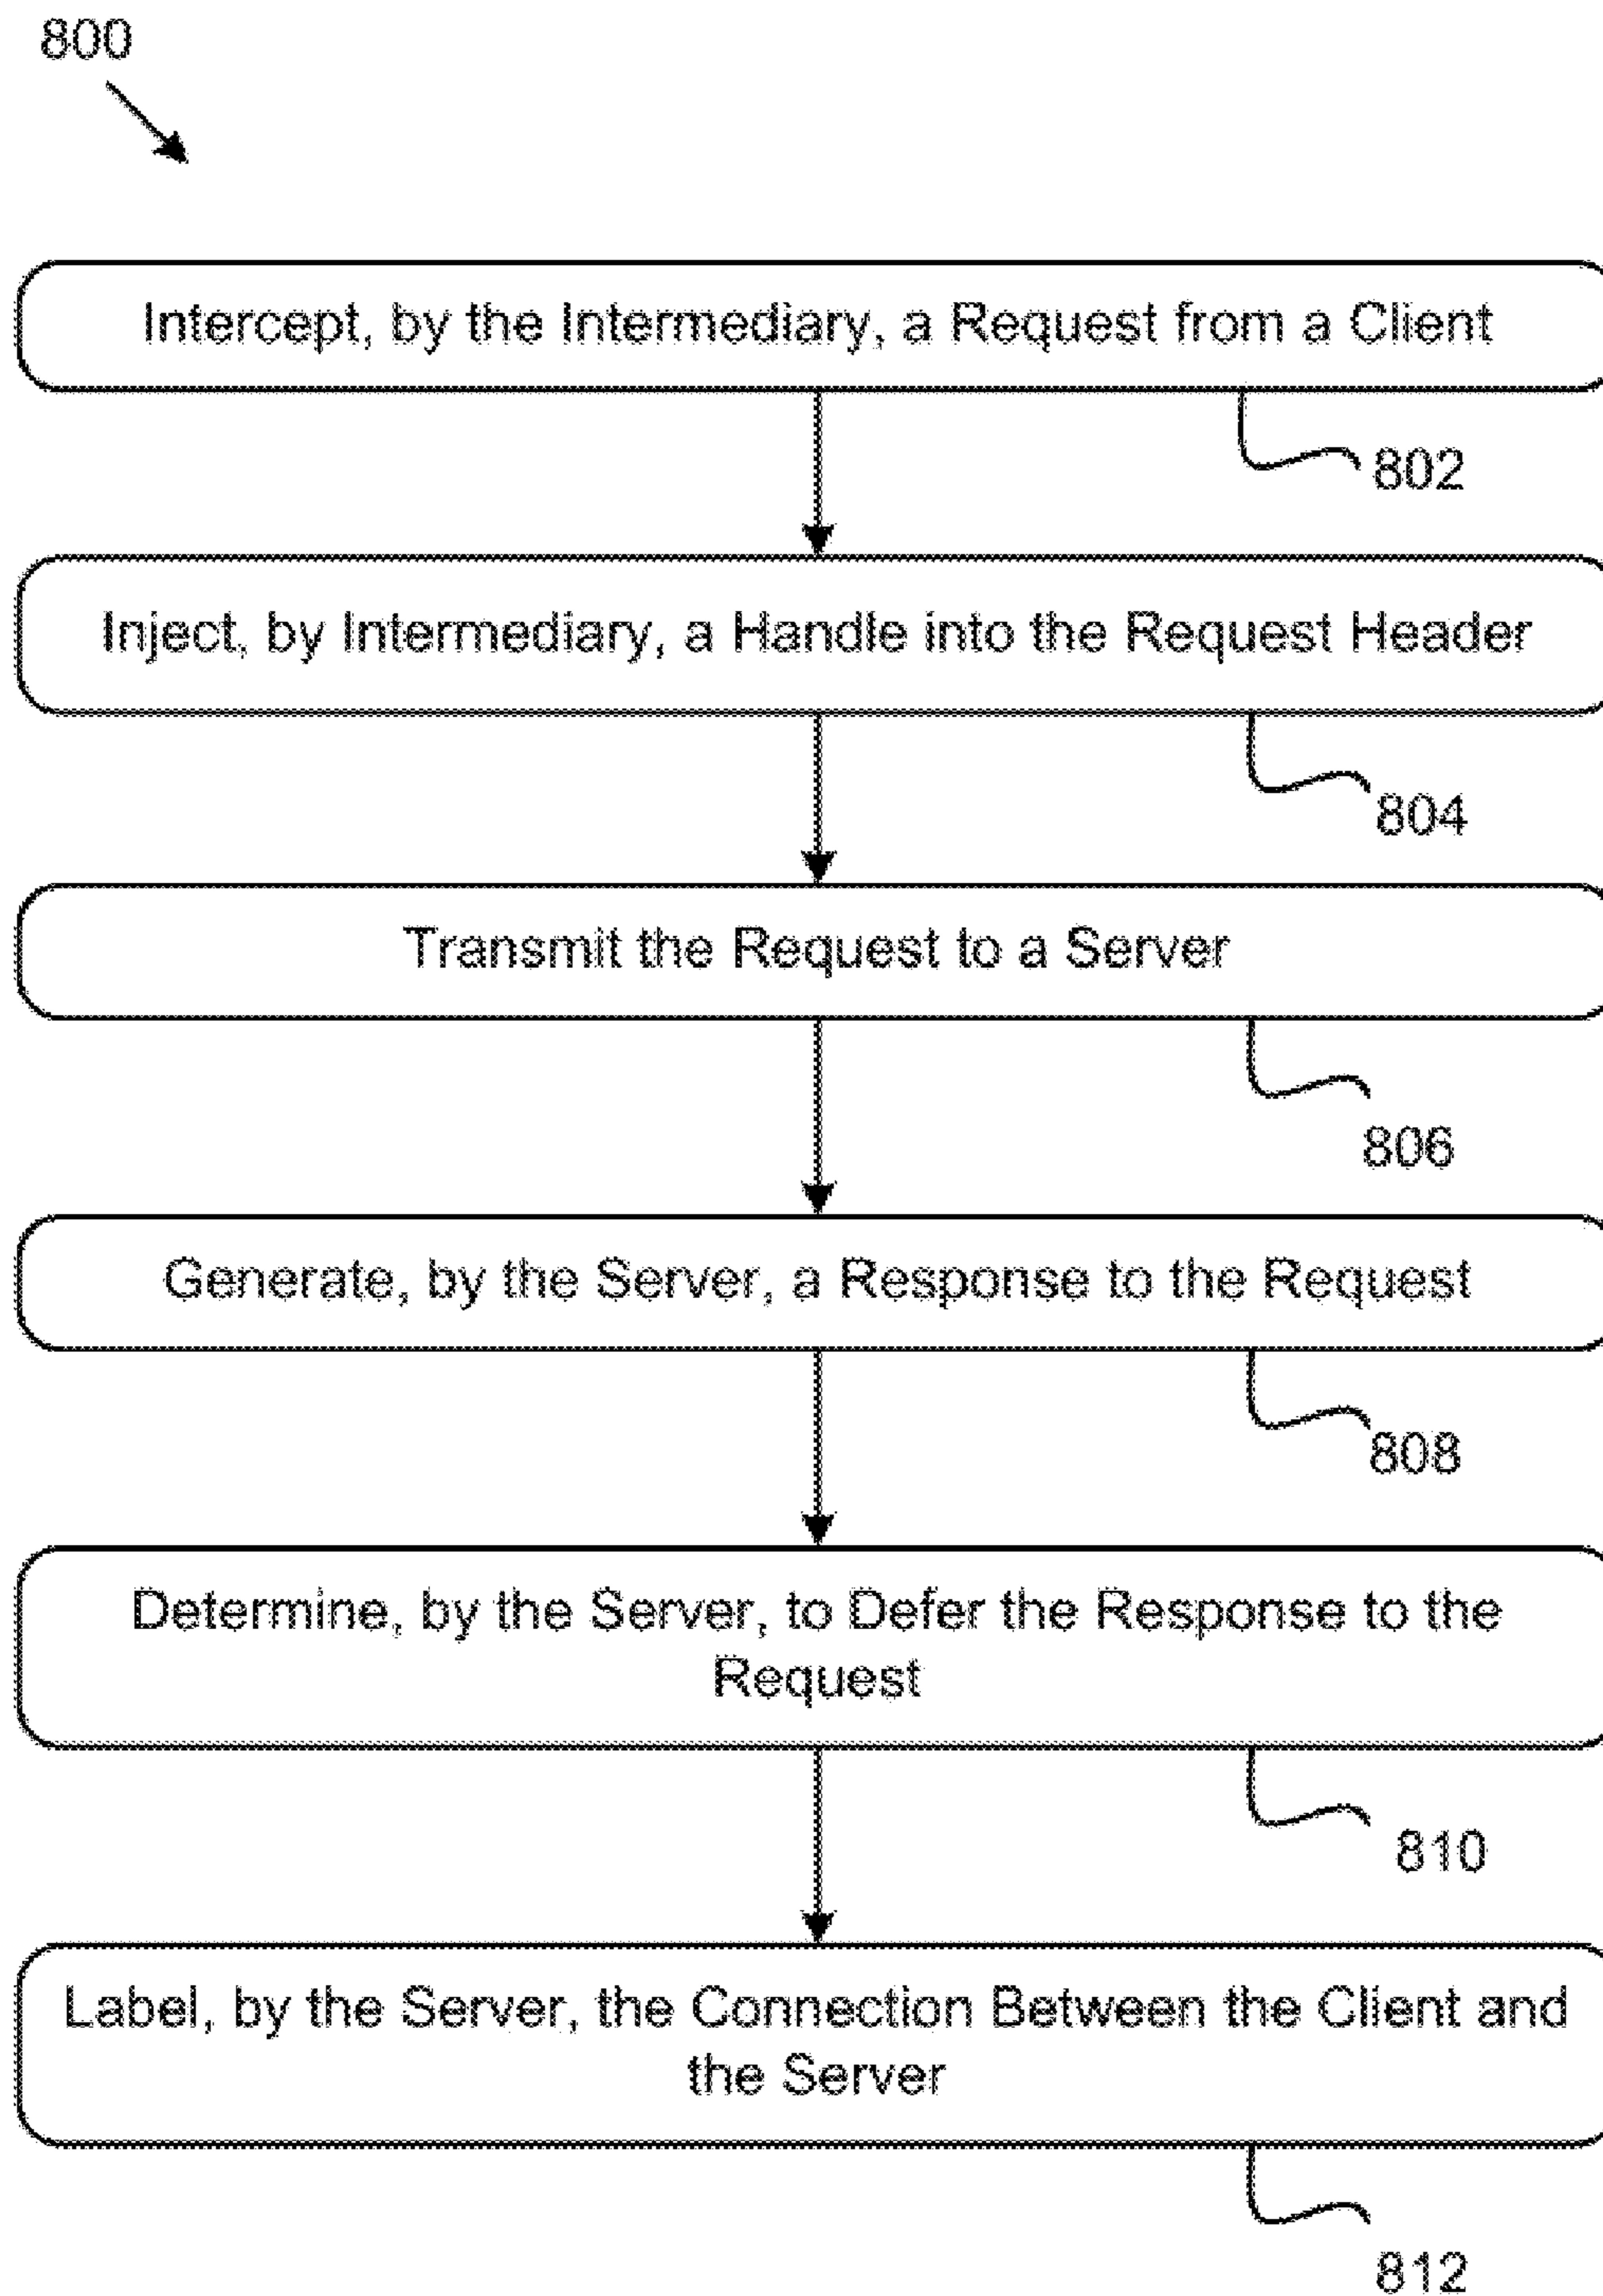 800
Intercept, by the Intermediary, a Request from a Client
802
Inject, by Intermediary, a Handle into the Request Header
804
Transmit the Request to a Server
806
Generate, by the Server, a Response to the Request
808
Determine, by the Server, to Defer the Response to the
Request
810
Label, by the Server, the Connection Between the Client and
the Server
812